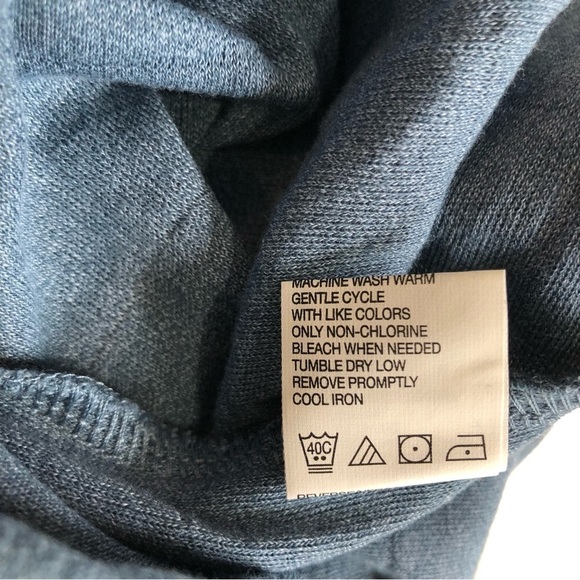 MACHINE WASH WARM
GENTLE CYCLE
WITH LIKE COLORS
ONLY NON-CHLORINE
BLEACH WHEN NEEDED
TUMBLE DRY LOW
REMOVE PROMPTLY
COOL IRON
40C